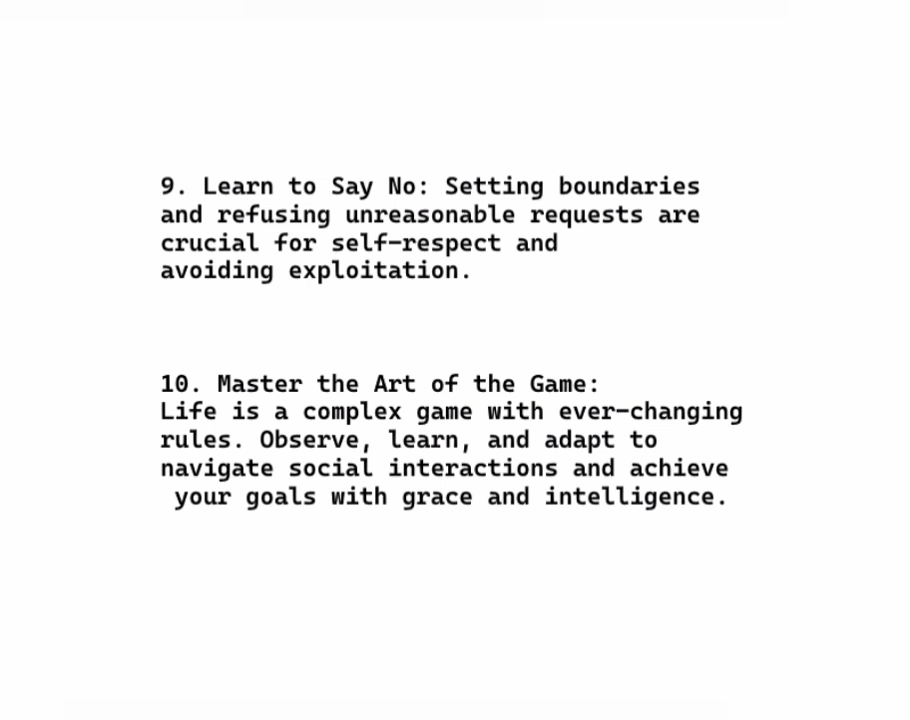 9. Learn to Say No: Setting boundaries
and refusing unreasonable requests are
crucial for self-respect and
avoiding exploitation.
10. Master the Art of the Game:
Life is a complex game with ever-changing
rules. Observe, learn, and adapt to
navigate social interactions and achieve
your goals with grace and intelligence.